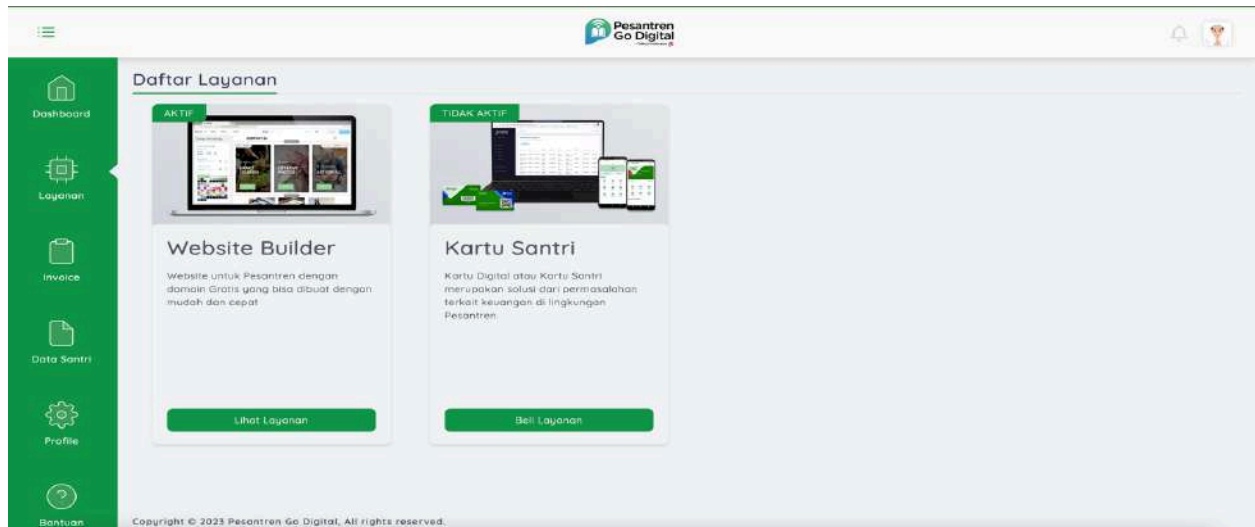 Pesantren
Go Digital
Daftar Layanan
Dashboard
Layanan
Invoice
Data Santri
Profile
Bantuan
AKTIF
Website Builder
Website untuk Pesantren dengan
domain Gratis yang bisa dibuat dengan
mudah dan cepat
Lihat Layanan
TIDAK AKTIF
Kartu Santri
Kartu Digital atau Kartu Santri
merupakan solusi dari permasalahan
terkait keuangan di lingkungan
Pesantren.
Beli Layanan
Copyright © 2023 Pesantren Go Digital, All rights reserved.